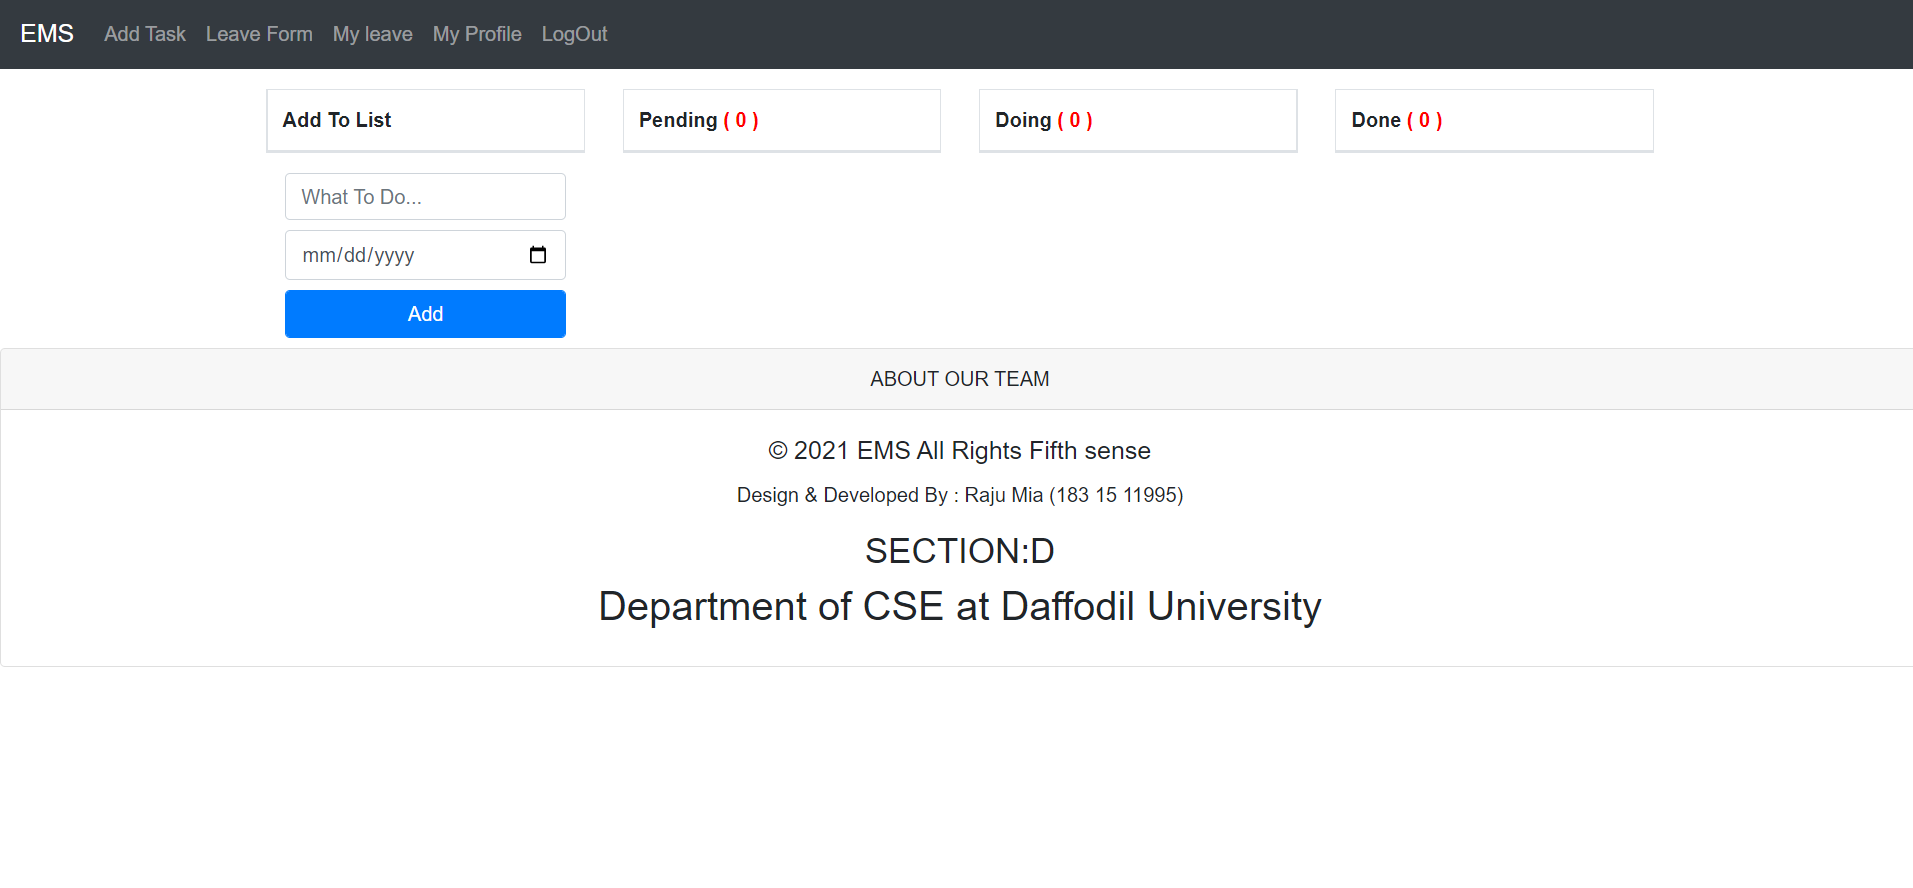 EMS Add Task Leave Form My leave My Profile LogOut
Add To List
Pending ( 0 )
Doing ( 0 )
Done ( 0 )
What To Do...
mm/dd/yyyy
Add
ABOUT OUR TEAM
© 2021 EMS All Rights Fifth sense
Design & Developed By : Raju Mia (183 15 11995)
SECTION:D
Department of CSE at Daffodil University